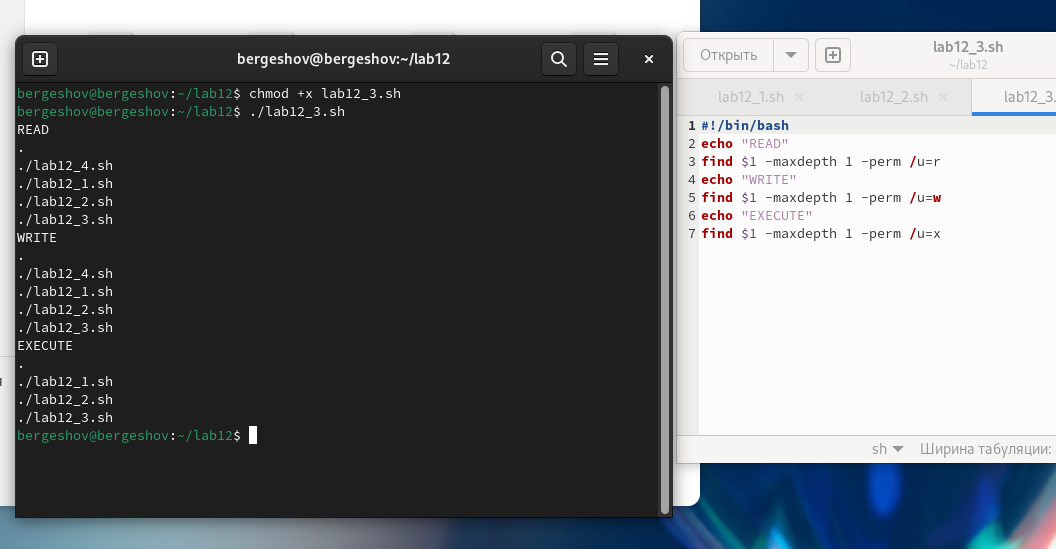 bergeshov@bergeshov:~/lab12
bergeshov@bergeshov:~/lab12$ chmod +x lab12_3.sh
bergeshov@bergeshov:~/lab12$ ./lab12_3.sh
READ
.
./lab12_4.sh
./lab12_1.sh
./lab12_2.sh
./lab12_3.sh
WRITE
.
./lab12_4.sh
./lab12_1.sh
./lab12_2.sh
./lab12_3.sh
EXECUTE
.
./lab12_1.sh
./lab12_2.sh
./lab12_3.sh
bergeshov@bergeshov:~/lab12$
Открыть
lab12_3.sh
~/lab12
lab12_1.sh
lab12_2.sh
lab12_3.
1 #!/bin/bash
2 echo "READ"
3 find $1 -maxdepth 1 -perm /u=r
4 echo "WRITE"
5 find $1 -maxdepth 1 -perm /u=w
6 echo "EXECUTE"
7 find $1 -maxdepth 1 -perm /u=x
sh
Ширина табуляции: